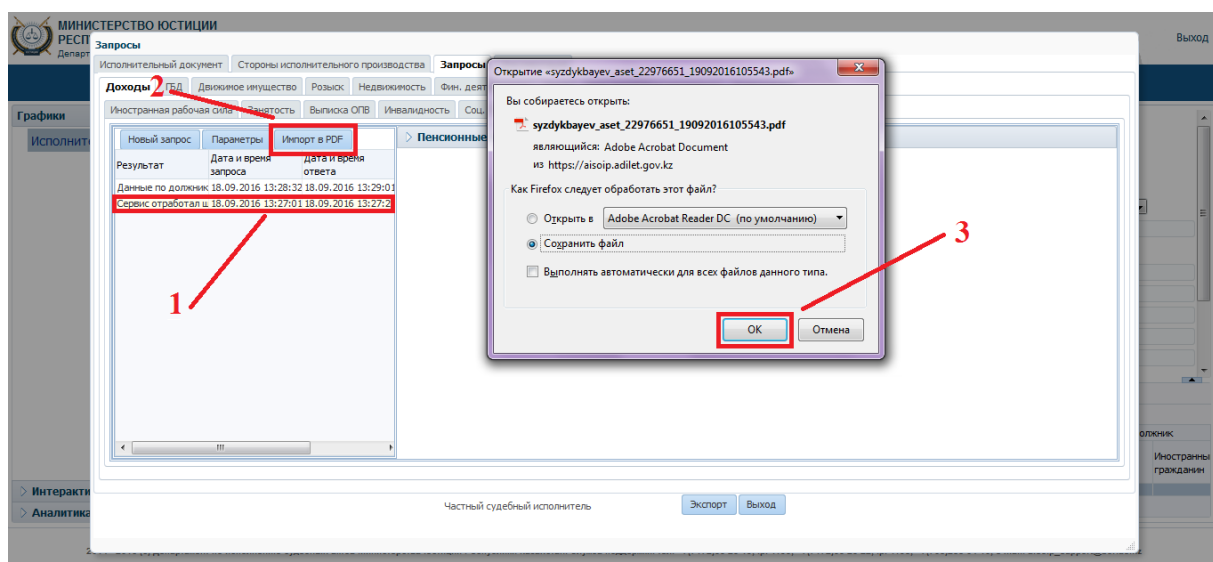 МИНИСТЕРСТВО ЮСТИЦИИ
РЕСП
Департ
Выход
Запросы
Исполнительный документ Стороны исполнительного производства Запросы
Доходы ГБД Движимое имущество Розыск Недвижимость Фин. деят
Иностранная рабочая сила Занятость Выписка ОПВ Инвалидность Соц.
Графики
Исполните
Новый запрос Параметры Импорт в PDF
Пенсионные
Результат Дата и время запроса Дата и время ответа
Данные по должник 18.09.2016 13:28:32 18.09.2016 13:29:01
Сервис отработал ш 18.09.2016 13:27:01 18.09.2016 13:27:2
1
2
3
Открытие «syzdykbayev_aset_22976651_19092016105543.pdf»
Вы собираетесь открыть:
syzdykbayev_aset_22976651_19092016105543.pdf
являющийся: Adobe Acrobat Document
из https://aisoip.adilet.gov.kz
Как Firefox следует обработать этот файл?
Открыть в Adobe Acrobat Reader DC (по умолчанию)
Сохранить файл
Выполнять автоматически для всех файлов данного типа.
OK Отмена
олжник
Иностранны
гражданин
Интеракти
Аналитика
Частный судебный исполнитель Экспорт Выход